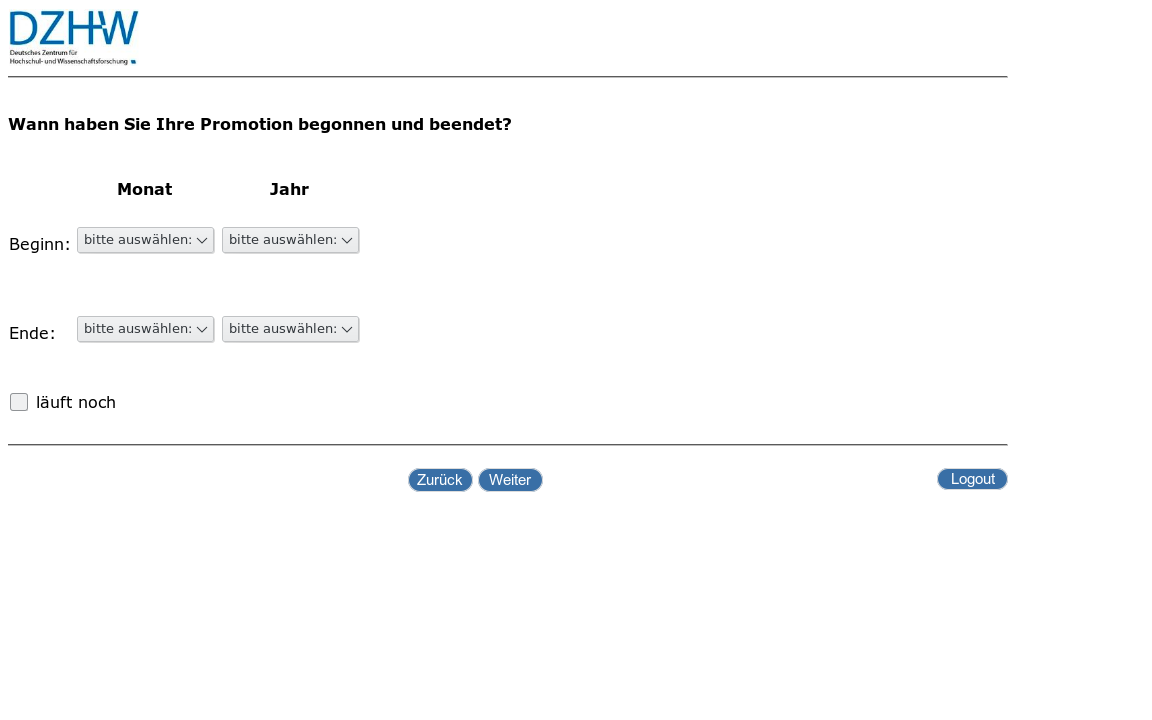 DZHW
Deutsches Zentrum für
Hochschul- und Wissenschaftsforschung
Wann haben Sie Ihre Promotion begonnen und beendet?
Monat Jahr
Beginn: bitte auswählen: bitte auswählen:
Ende: bitte auswählen: bitte auswählen:
läuft noch
Zurück Weiter Logout